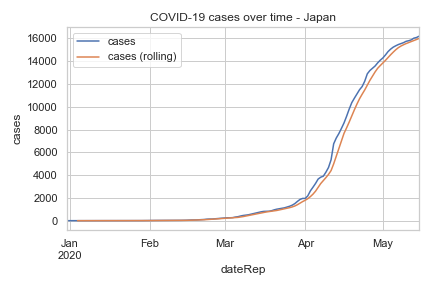 COVID-19 cases over time - Japan
cases
cases (rolling)
16000
14000
12000
10000
8000
6000
4000
2000
0
cases
Jan
2020
Feb
Mar
Apr
May
dateRep